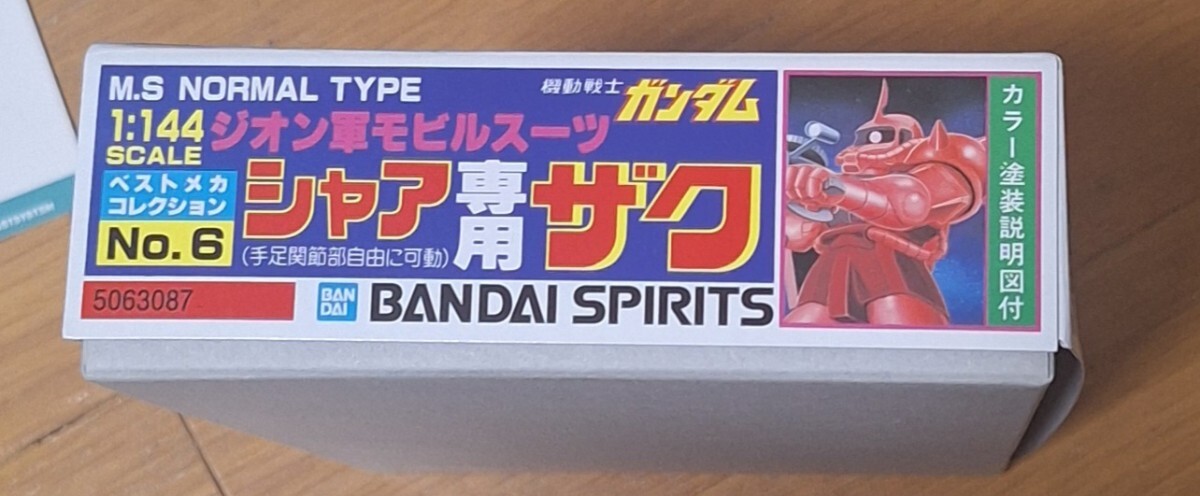 M.S NORMAL TYPE
機動戦士
ガンダム
1:144
SCALE
ジオン軍モビルスーツ
ベストメカ
コレクション
No.6
シャア専用ザク
(手足関節部自由に可動)
5063087
BAN
DAI
BANDAI SPIRITS
カラー塗装説明図付